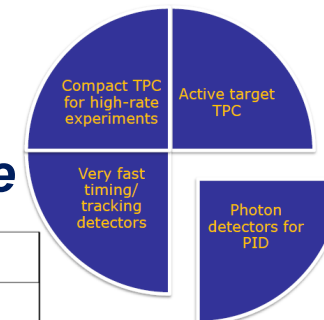 Compact TPC
for high-rate
experiments
Active target
TPC
Very fast
timing/
tracking
detectors
e
Photon
detectors for
PID